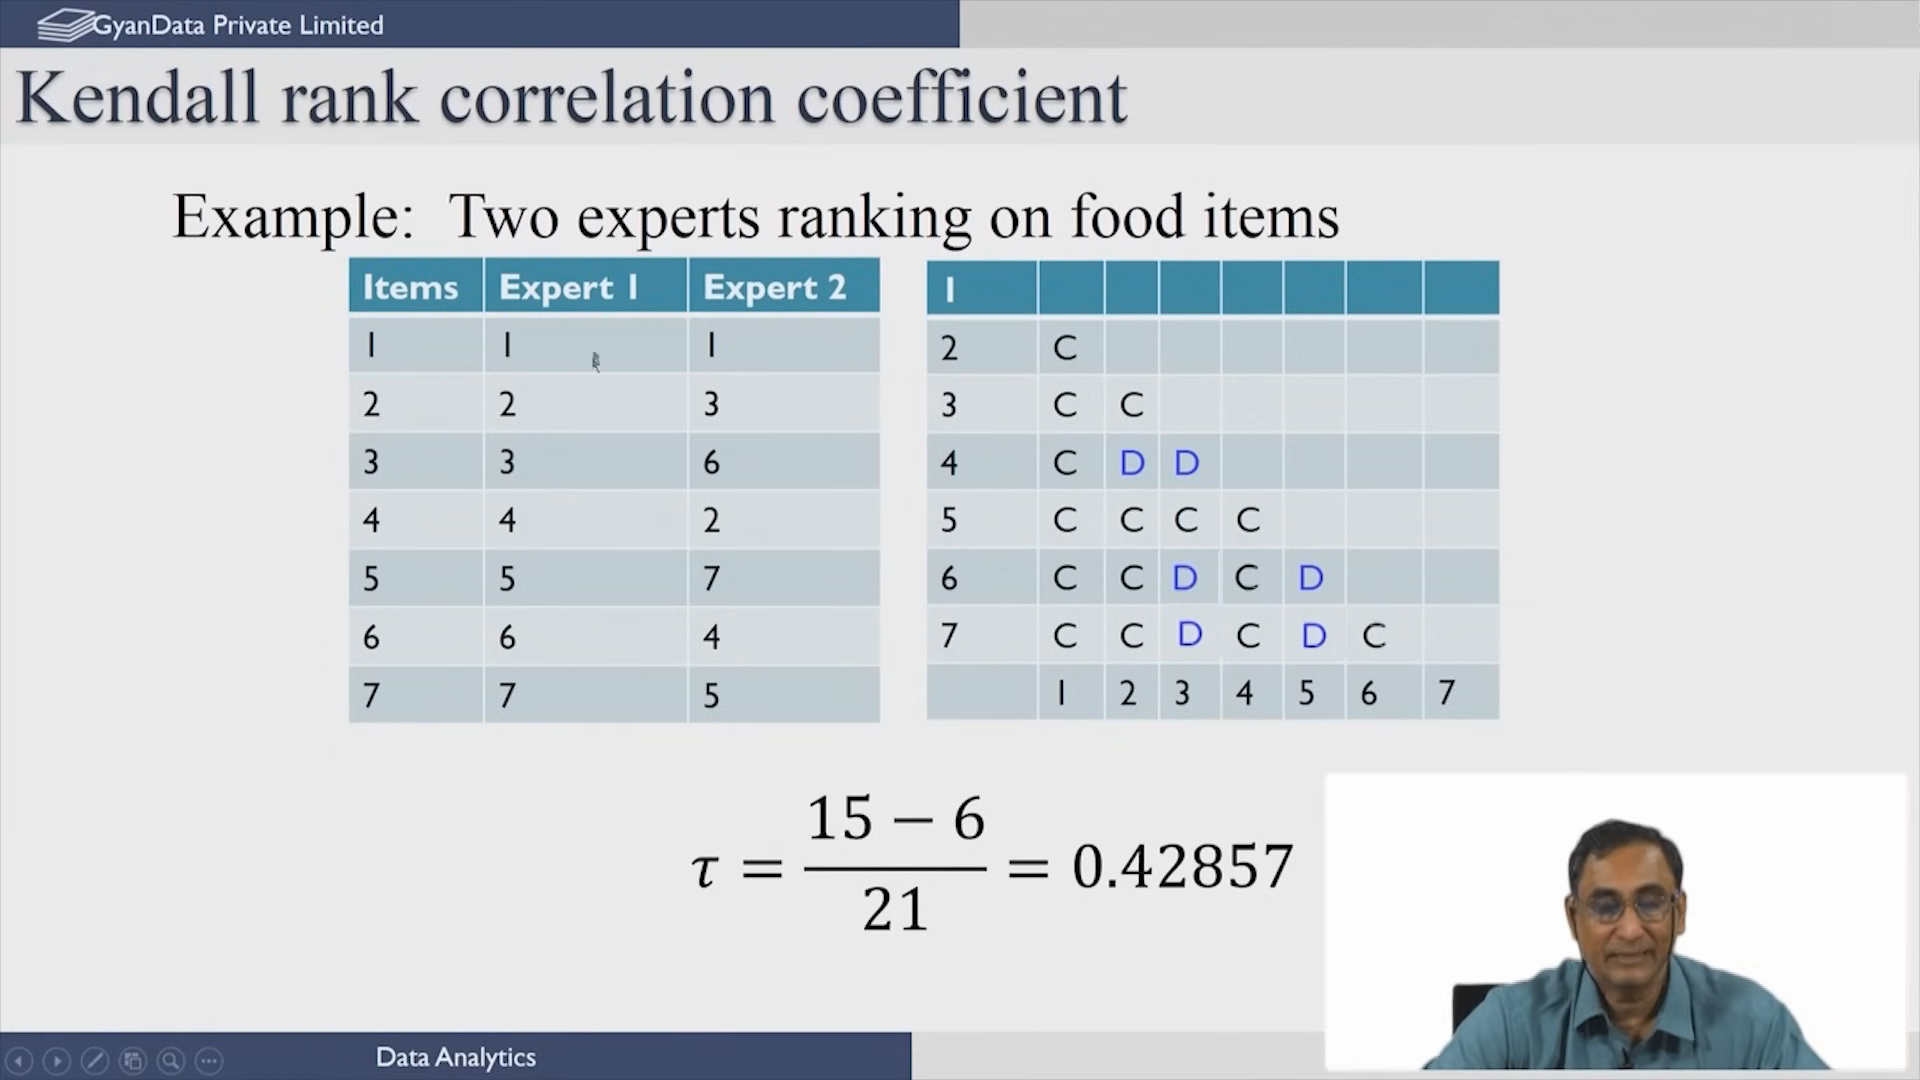 GyanData Private Limited
Kendall rank correlation coefficient
Example: Two experts ranking on food items
Items Expert 1 Expert 2
1 1 1
2 2 3
3 3 6
4 4 2
5 5 7
6 6 4
7 7 5
1
2 C
3 C C
4 C D D
5 C C C C
6 C C D C D
7 C C D C D C
1 2 3 4 5 6 7
τ = 15 − 6 / 21 = 0.42857
Data Analytics